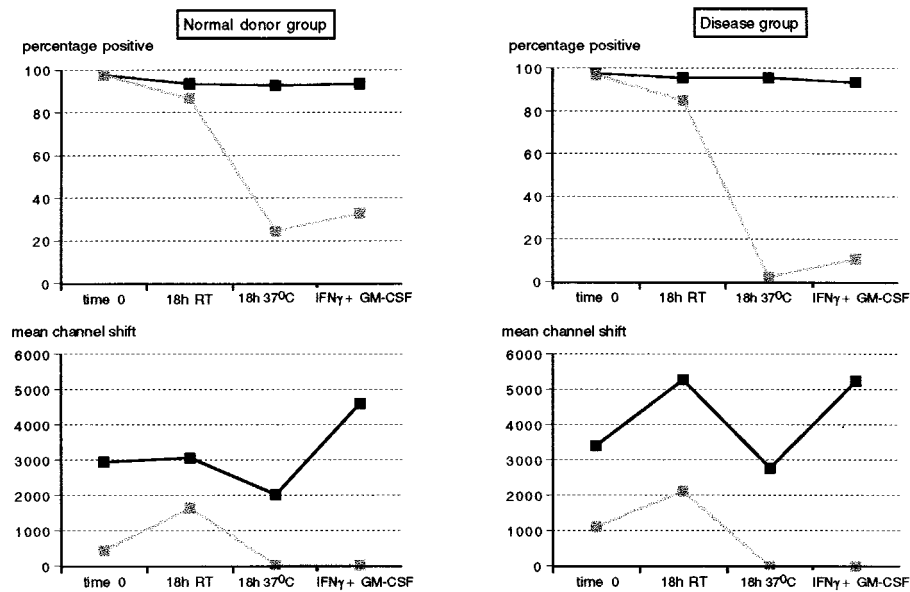 Normal donor group
percentage positive
100
80
60
40
20
0
time 0 18h RT 18h 37⁰C IFNγ + GM-CSF
mean channel shift
6000
5000
4000
3000
2000
1000
0
time 0 18h RT 18h 37⁰C IFNγ + GM-CSF
Disease group
percentage positive
100
80
60
40
20
0
time 0 18h RT 18h 37⁰C IFNγ + GM-CSF
mean channel shift
6000
5000
4000
3000
2000
1000
0
time 0 18h RT 18h 37⁰C IFNγ + GM-CSF